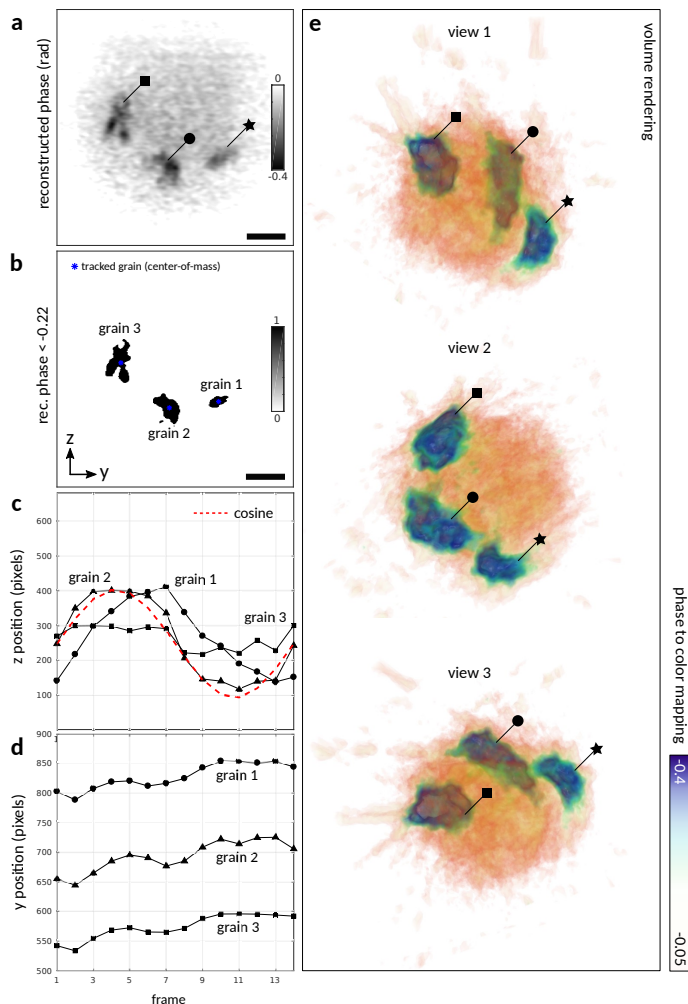 a
reconstructed phase (rad)
0
-0.4
b
tracked grain (center-of-mass)
rec. phase < -0.22
grain 3
grain 2
grain 1
1
0
z
y
c
z position (pixels)
600
500
400
300
200
100
cosine
grain 2
grain 1
grain 3
1
d
y position (pixels)
900
850
800
750
700
650
600
550
500
grain 1
grain 2
grain 3
1
3
5
7
9
11
13
frame
e
view 1
volume rendering
view 2
view 3
phase to color mapping
-0.4
-0.05